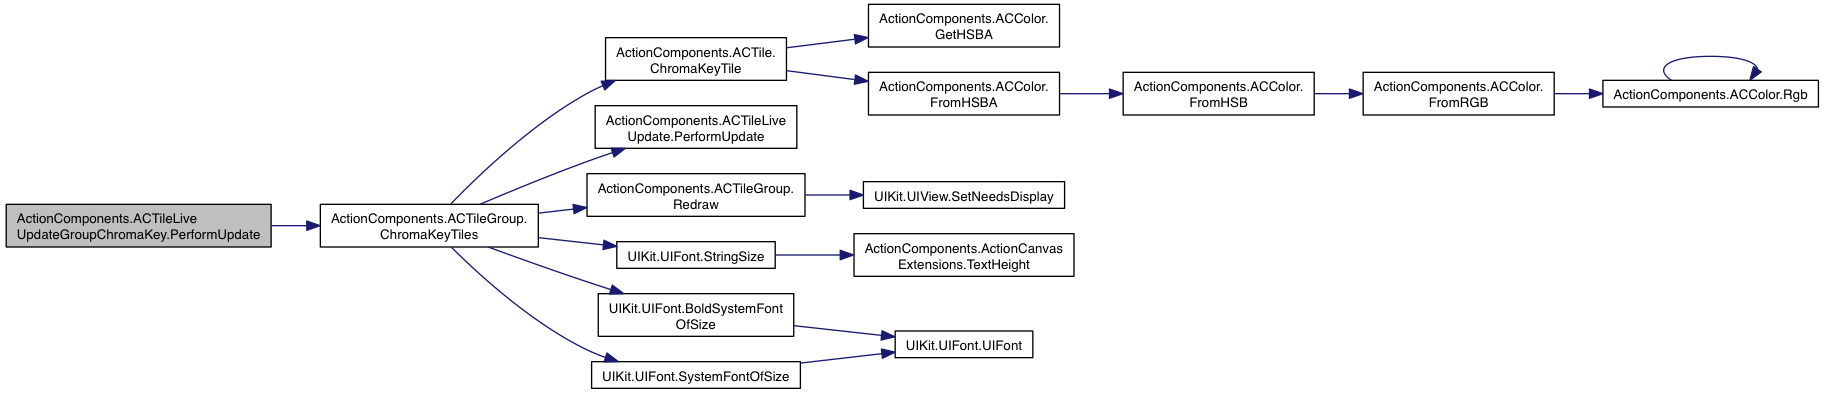 ActionComponents.ACTileLive
UpdateGroupChromaKey.PerformUpdate
ActionComponents.ACTileGroup.
ChromaKeyTiles
ActionComponents.ACTile.
ChromaKeyTile
ActionComponents.ACTileLive
Update.PerformUpdate
ActionComponents.ACTileGroup.
Redraw
UIKit.UIFont.StringSize
UIKit.UIFont.BoldSystemFont
OfSize
UIKit.UIFont.SystemFontOfSize
ActionComponents.ACColor.
GetHSBA
ActionComponents.ACColor.
FromHSBA
UIKit.UIView.SetNeedsDisplay
ActionComponents.ActionCanvas
Extensions.TextHeight
UIKit.UIFont.UIFont
ActionComponents.ACColor.
FromHSB
ActionComponents.ACColor.
FromRGB
ActionComponents.ACColor.Rgb